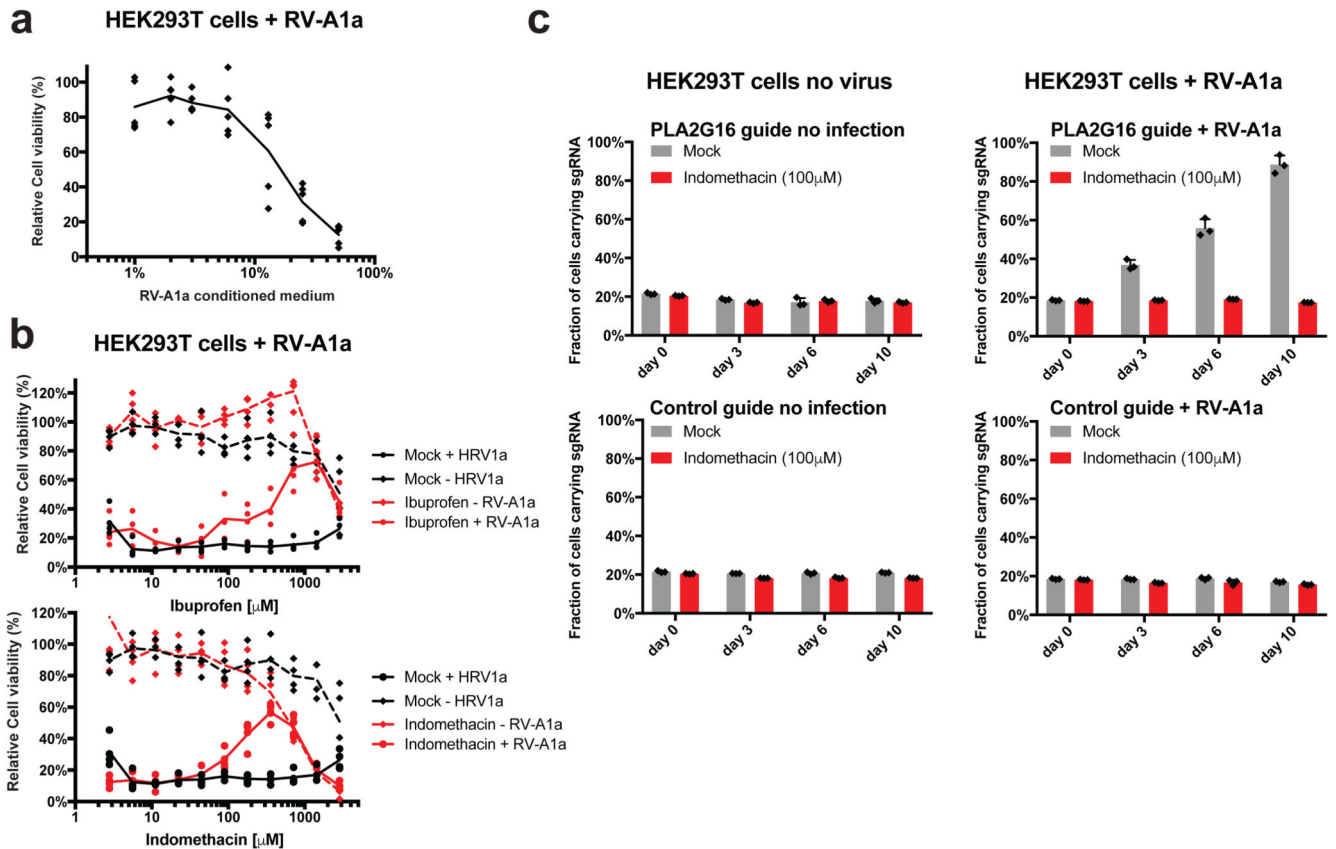 a
HEK293T cells + RV-A1a
Relative Cell viability (%)
100
80
60
40
20
0
1%
10%
100%
RV-A1a conditioned medium
b
HEK293T cells + RV-A1a
Relative Cell viability (%)
120%
100%
80%
60%
40%
20%
0%
Mock + HRV1a
Mock - HRV1a
Ibuprofen - RV-A1a
Ibuprofen + RV-A1a
1
10
100
1000
Ibuprofen [µM]
Relative Cell viability (%)
120%
100%
80%
60%
40%
20%
0%
Mock + HRV1a
Mock - HRV1a
Indomethacin - RV-A1a
Indomethacin + RV-A1a
1
10
100
1000
Indomethacin [µM]
c
HEK293T cells no virus
PLA2G16 guide no infection
Mock
Indomethacin (100µM)
Fraction of cells carrying sgRNA
100%
80%
60%
40%
20%
0%
day 0
day 3
day 6
day 10
HEK293T cells + RV-A1a
PLA2G16 guide + RV-A1a
Mock
Indomethacin (100µM)
Fraction of cells carrying sgRNA
100%
80%
60%
40%
20%
0%
day 0
day 3
day 6
day 10
Control guide no infection
Mock
Indomethacin (100µM)
Fraction of cells carrying sgRNA
100%
80%
60%
40%
20%
0%
day 0
day 3
day 6
day 10
Control guide + RV-A1a
Mock
Indomethacin (100µM)
Fraction of cells carrying sgRNA
100%
80%
60%
40%
20%
0%
day 0
day 3
day 6
day 10